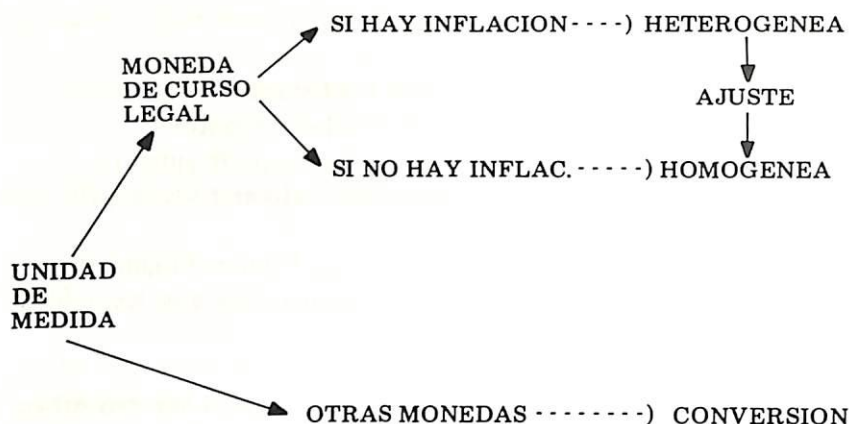 SI HAY INFLACION - - - - ) HETEROGENEA
MONEDA
DE CURSO
LEGAL
AJUSTE
SI NO HAY INFLAC. - - - - - ) HOMOGENEA
UNIDAD
DE
MEDIDA
OTRAS MONEDAS - - - - - - - - ) CONVERSION